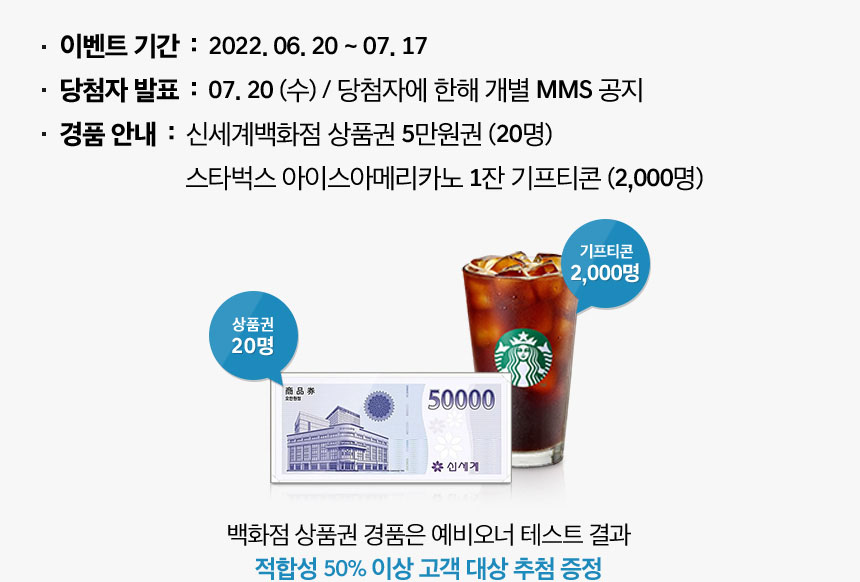 · 이벤트 기간 : 2022. 06. 20 ~ 07. 17
· 당첨자 발표 : 07. 20 (수) / 당첨자에 한해 개별 MMS 공지
· 경품 안내 : 신세계백화점 상품권 5만원권 (20명)
스타벅스 아이스아메리카노 1잔 기프티콘 (2,000명)
기프티콘
2,000명
상품권
20명
商品券
오만원정
50000
신세계
백화점 상품권 경품은 예비오너 테스트 결과
적합성 50% 이상 고객 대상 추첨 증정